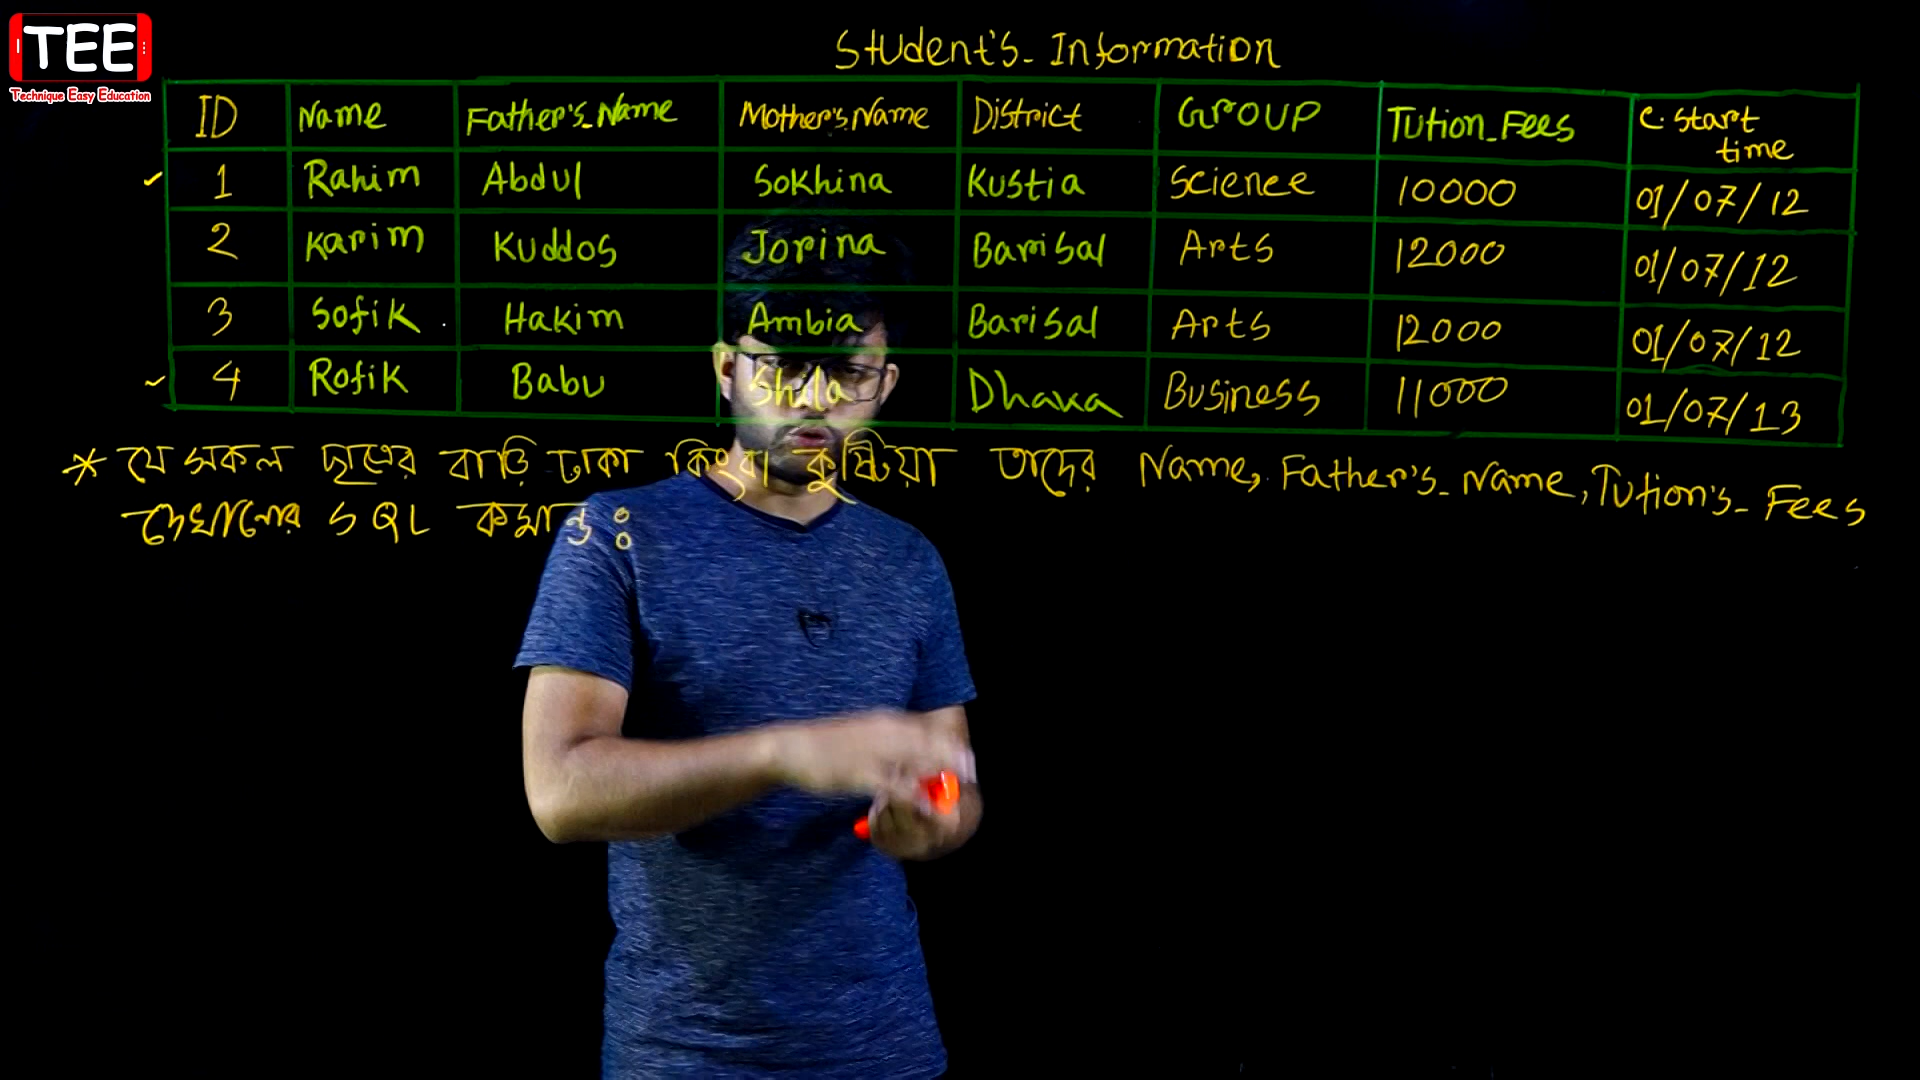 TEE
Technique Easy Education
Student's_Information
ID Name Father's_Name Mother's_Name District GROUP Tution_Fees C.Start time
1 Rahim Abdul Sokhina Kustia Science 10000 01/07/12
2 Karim Kuddos Jorina Barisal Arts 12000 01/07/12
3 Sofik Hakim Ambia Barisal Arts 12000 01/07/12
4 Rofik Babu Shila Dhaka Business 11000 01/07/13
* যে সকল ছাত্রের বাড়ি ঢাকা কিংবা কুষ্টিয়া তাদের Name, Father's_Name, Tution's_Fees
দেখানোর SQL কমান্ড :